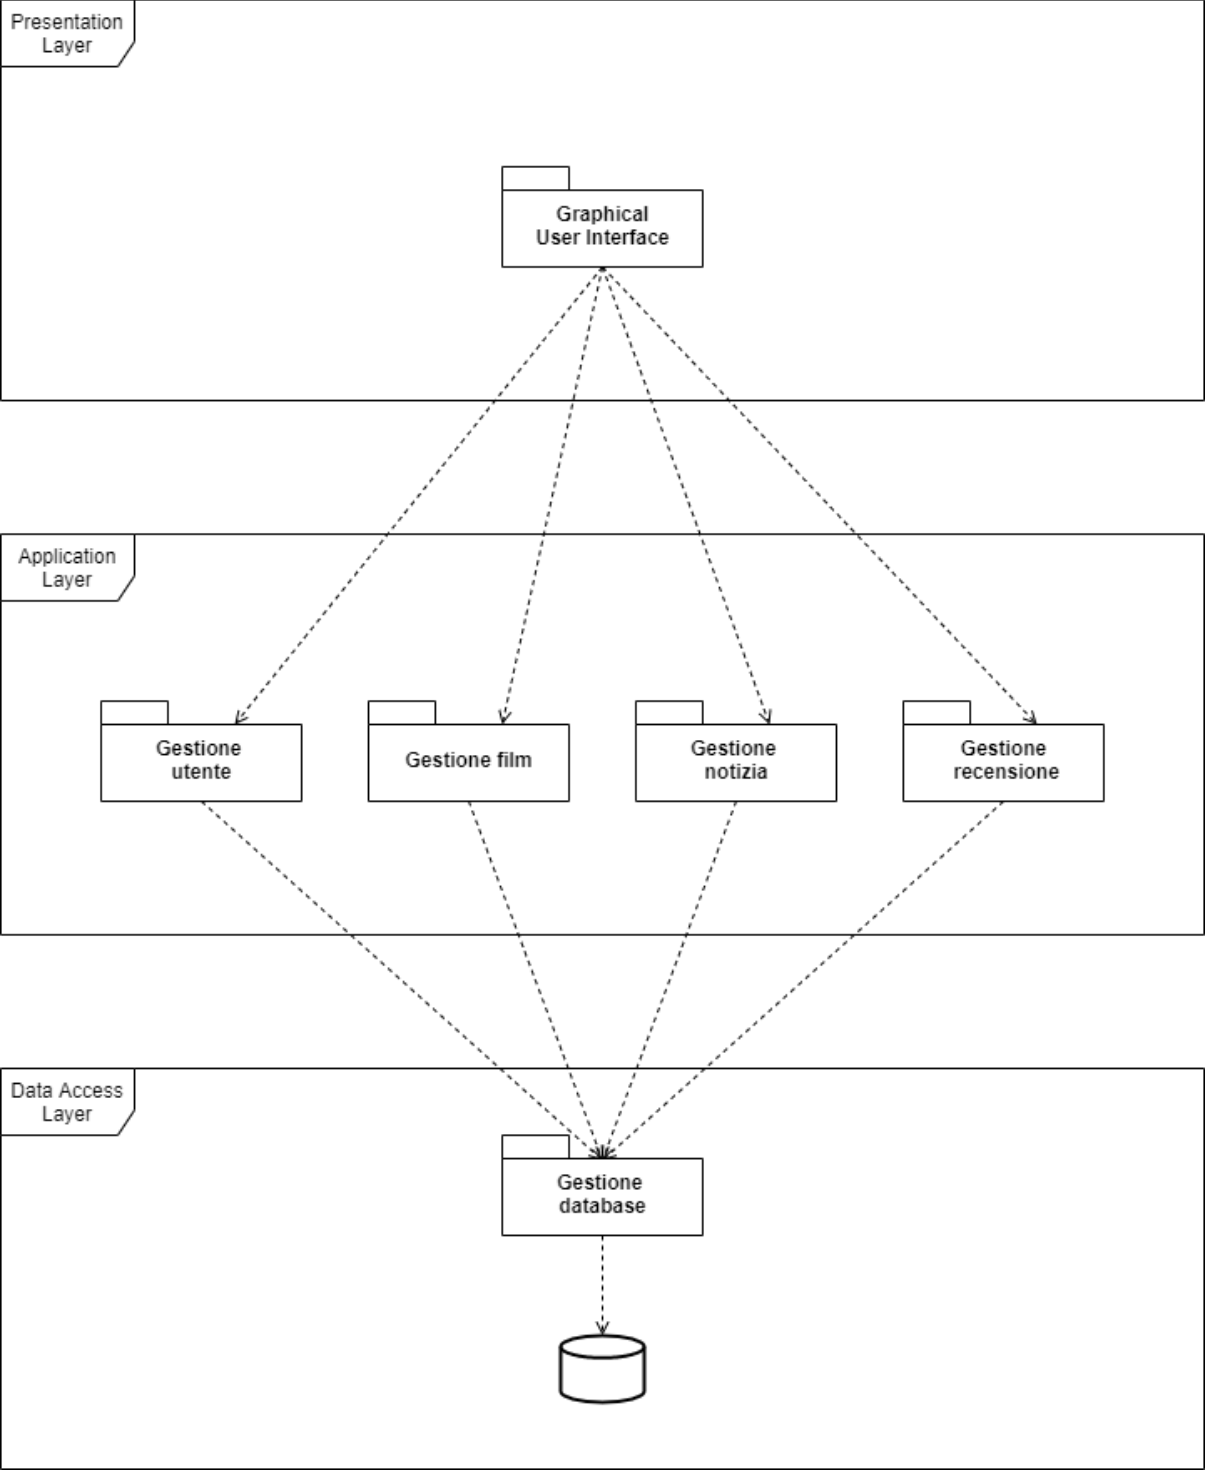 Presentation
Layer
Graphical
User Interface
Application
Layer
Gestione
utente
Gestione film
Gestione
notizia
Gestione
recensione
Data Access
Layer
Gestione
database